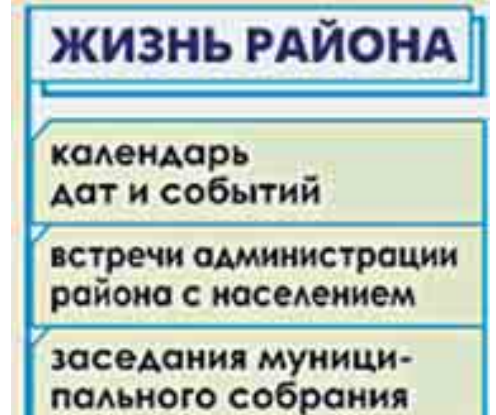 ЖИЗНЬ РАЙОНА
календарь
дат и событий
встречи администрации
района с населением
заседания муници-
пального собрания